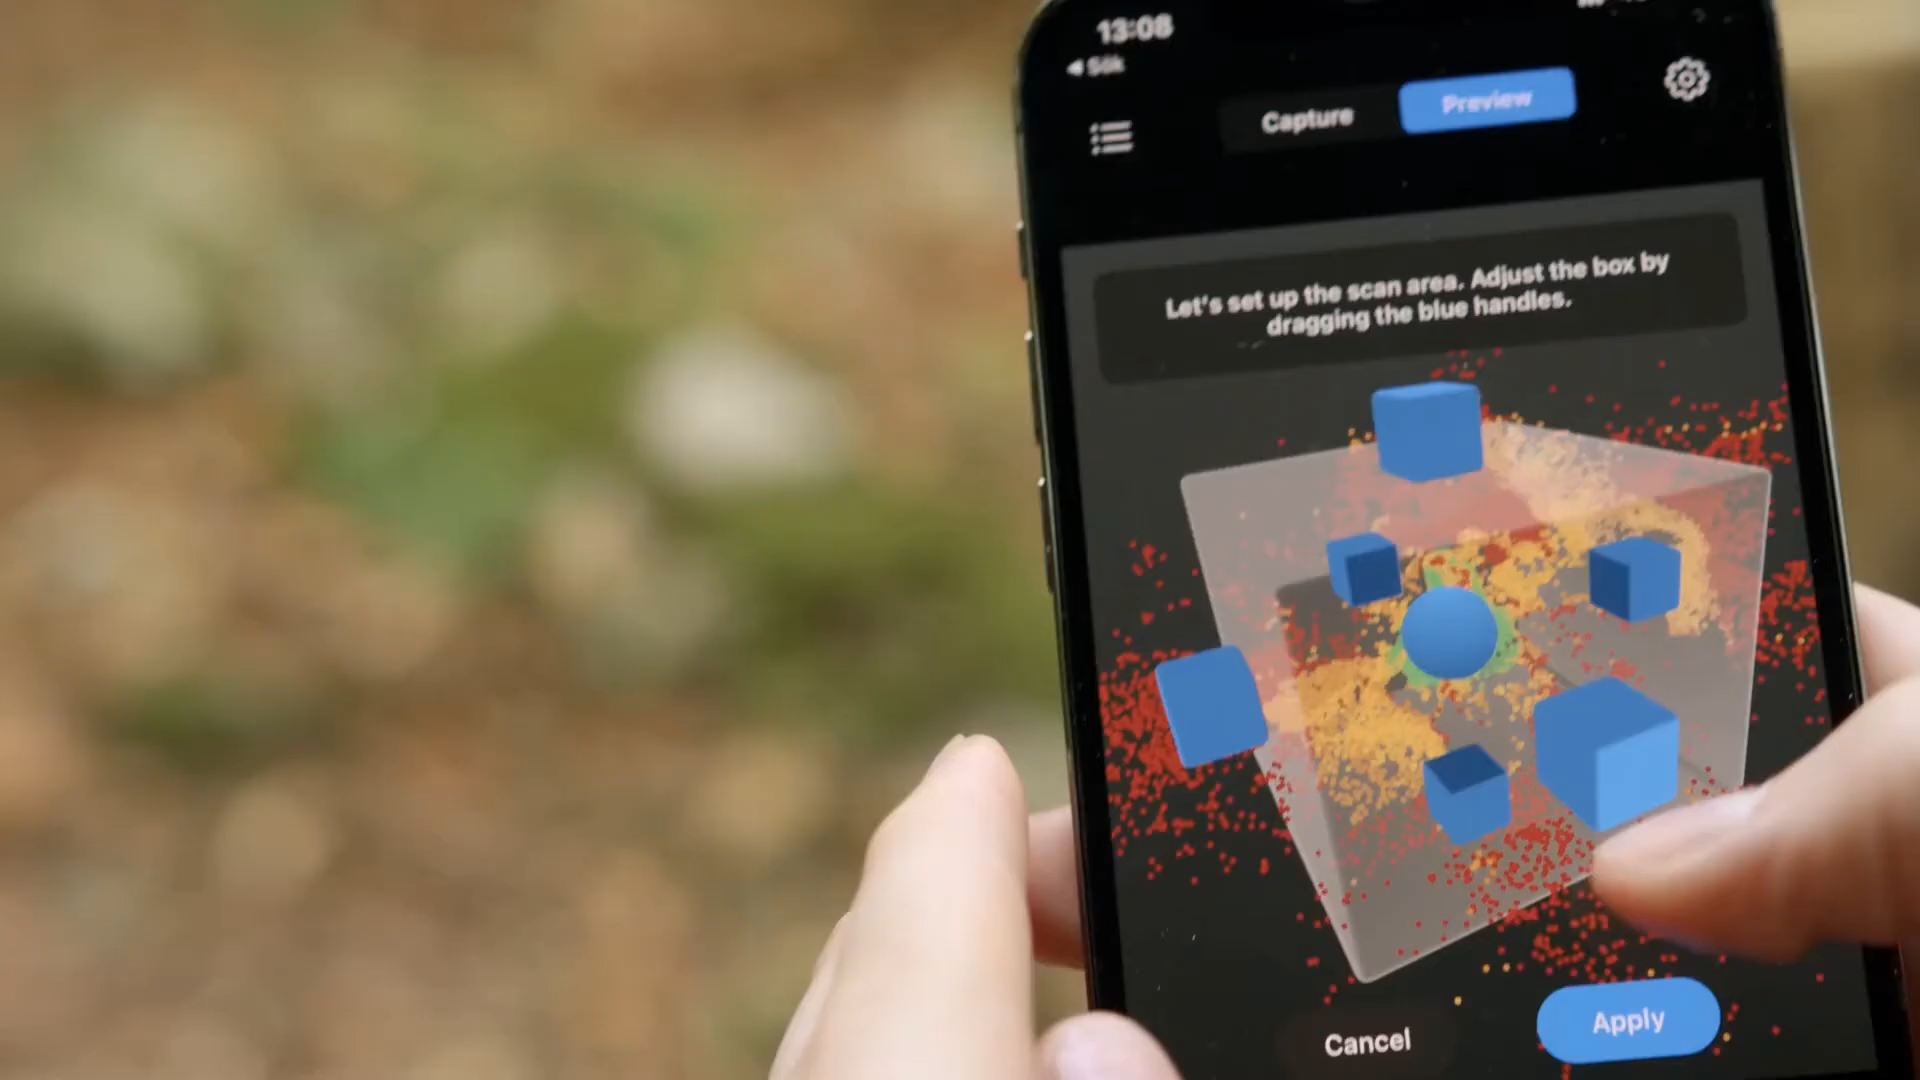 13:08
Capture
Preview
Let's set up the scan area. Adjust the box by
dragging the blue handles.
Cancel
Apply